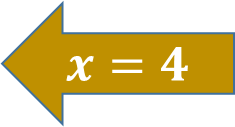 x = 4